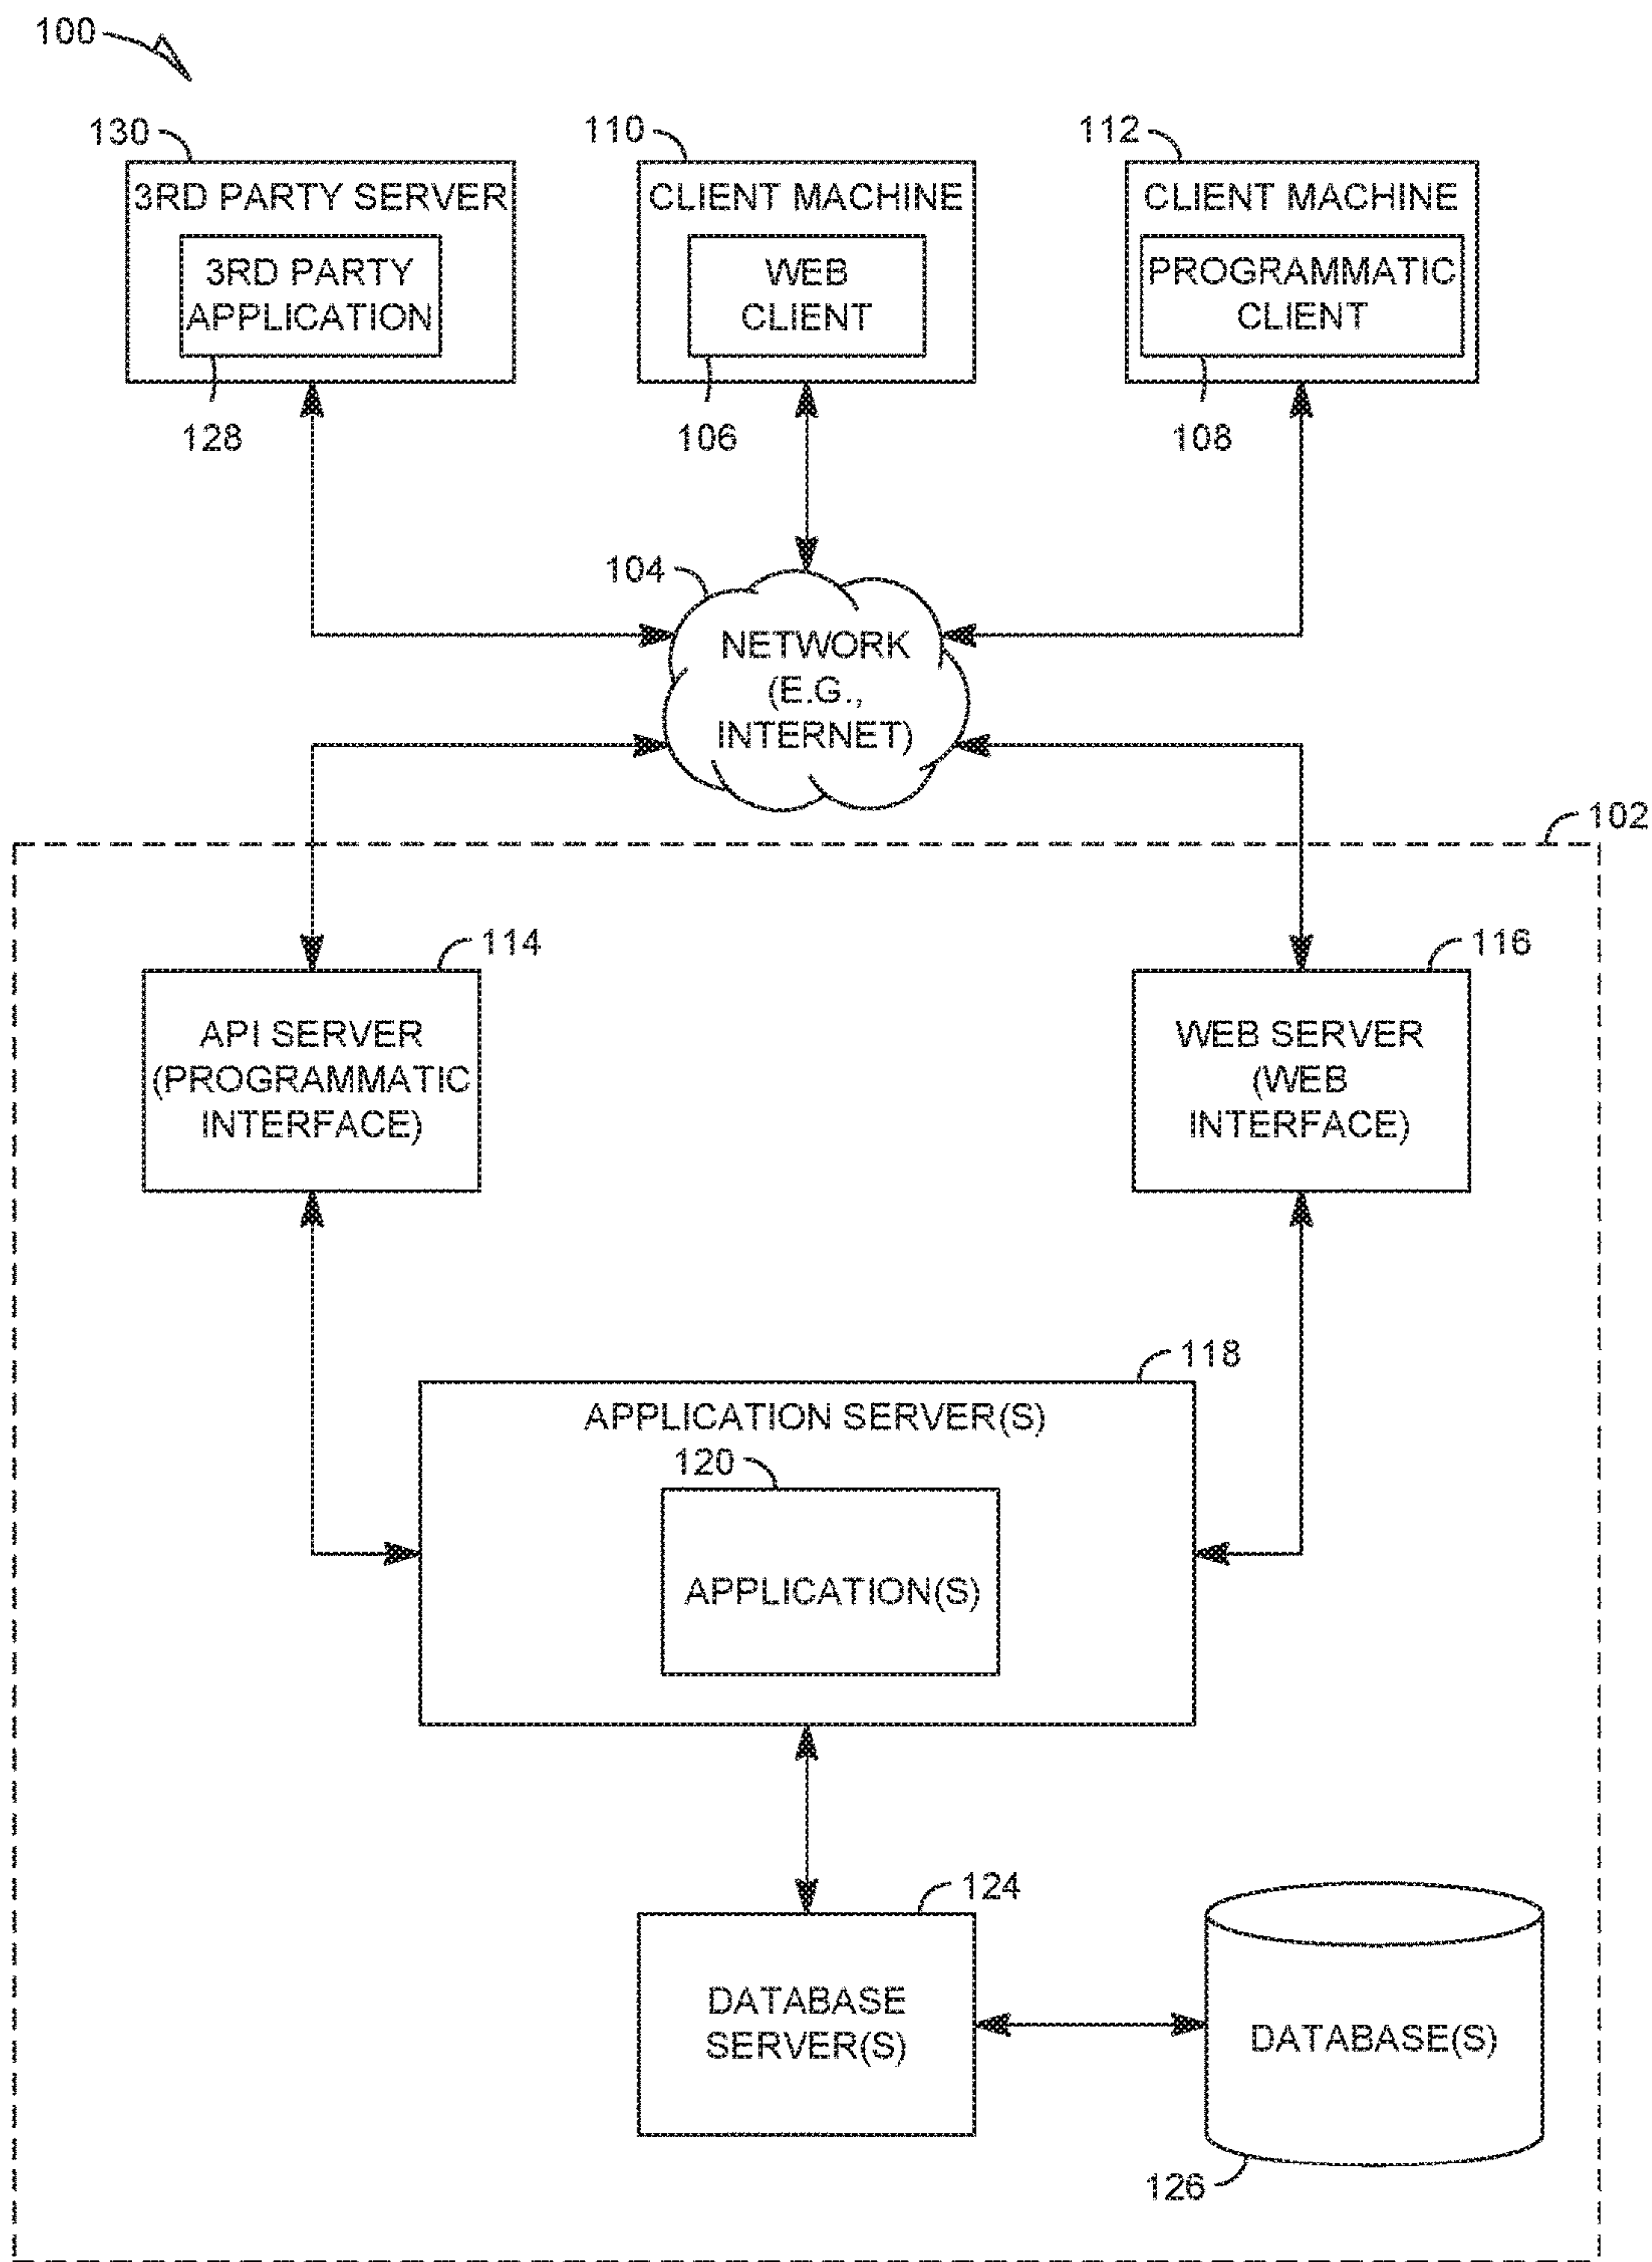 100
130
110
112
3RD PARTY SERVER
CLIENT MACHINE
CLIENT MACHINE
3RD PARTY
APPLICATION
WEB
CLIENT
PROGRAMMATIC
CLIENT
128
106
108
104
NETWORK
(E.G.,
INTERNET)
102
114
116
API SERVER
(PROGRAMMATIC
INTERFACE)
WEB SERVER
(WEB
INTERFACE)
118
APPLICATION SERVER(S)
120
APPLICATION(S)
124
DATABASE
SERVER(S)
DATABASE(S)
126